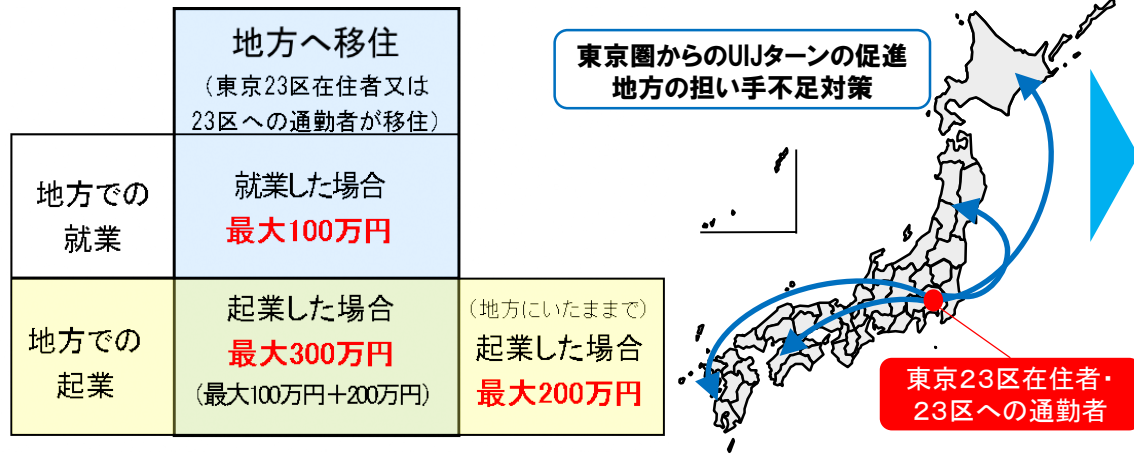 地方へ移住
（東京23区在住者又は
23区への通勤者が移住）
地方での
就業
就業した場合
最大100万円
地方での
起業
起業した場合
最大300万円
（最大100万円＋200万円）
（地方にいたままで）
起業した場合
最大200万円
東京圏からのUIJターンの促進
地方の担い手不足対策
東京23区在住者・
23区への通勤者